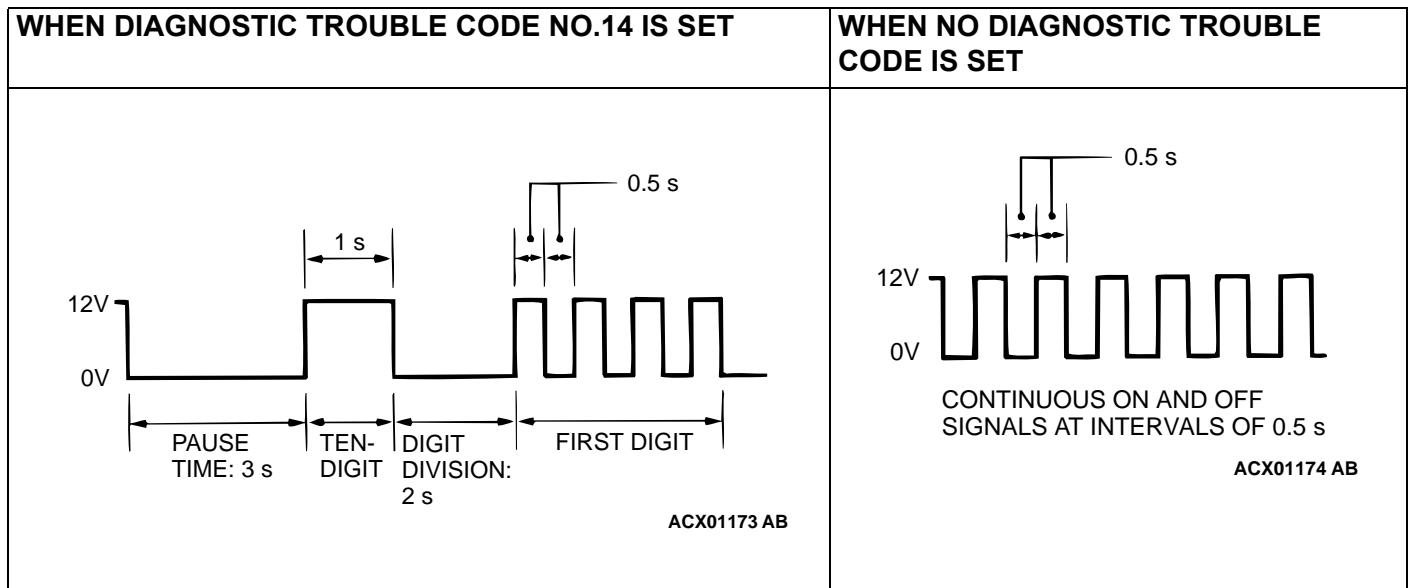 WHEN DIAGNOSTIC TROUBLE CODE NO.14 IS SET
WHEN NO DIAGNOSTIC TROUBLE
CODE IS SET
0.5 s
1 s
12V
0V
PAUSE
TIME: 3 s
TEN-
DIGIT
DIGIT
DIVISION:
2 s
FIRST DIGIT
ACX01173 AB
0.5 s
12V
0V
CONTINUOUS ON AND OFF
SIGNALS AT INTERVALS OF 0.5 s
ACX01174 AB